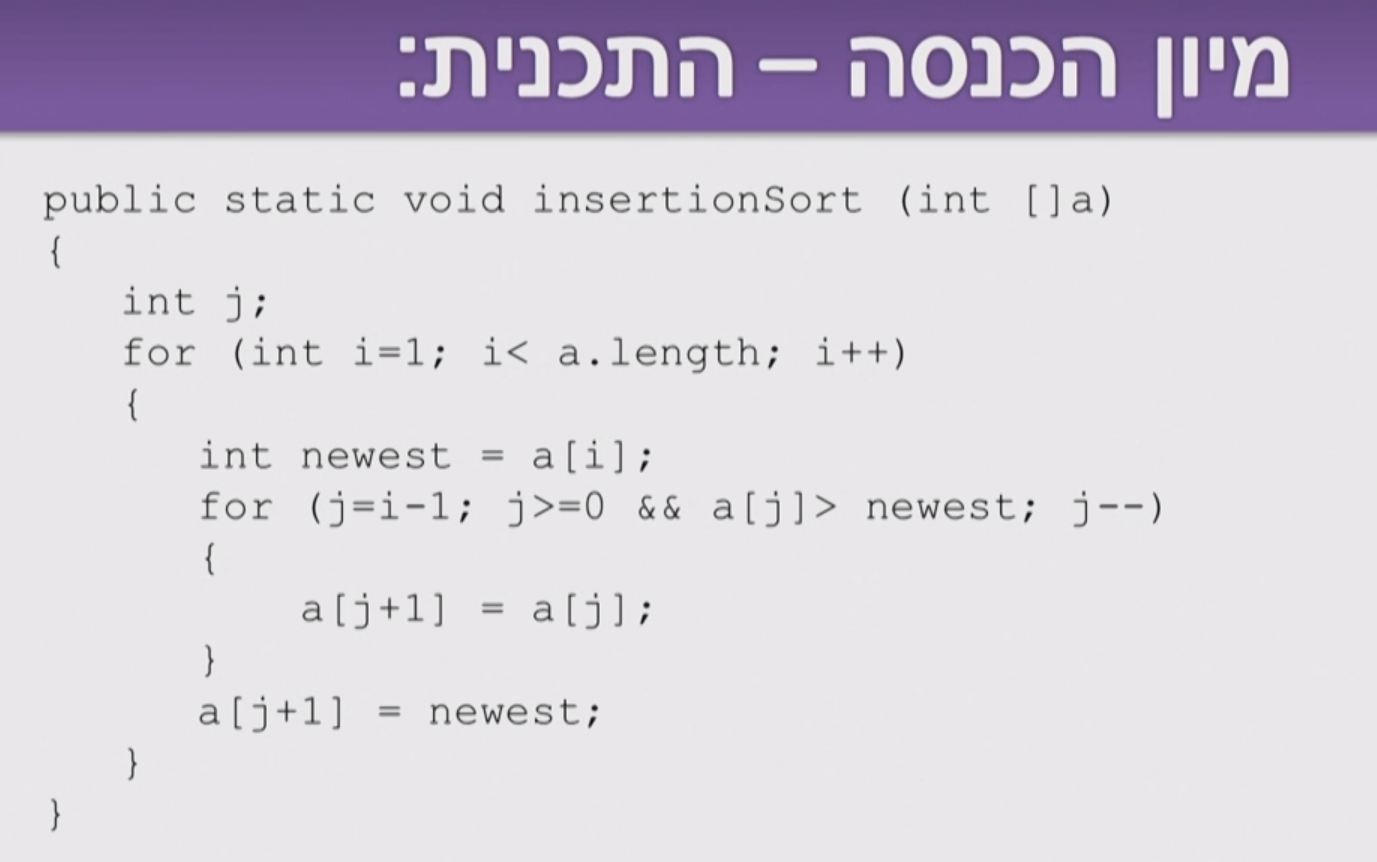 מיון הכנסה – התכנית:
public static void insertionSort (int []a)
{
int j;
for (int i=1; i< a.length; i++)
{
int newest = a[i];
for (j=i-1; j>=0 && a[j]> newest; j--)
{
a[j+1] = a[j];
}
a[j+1] = newest;
}
}